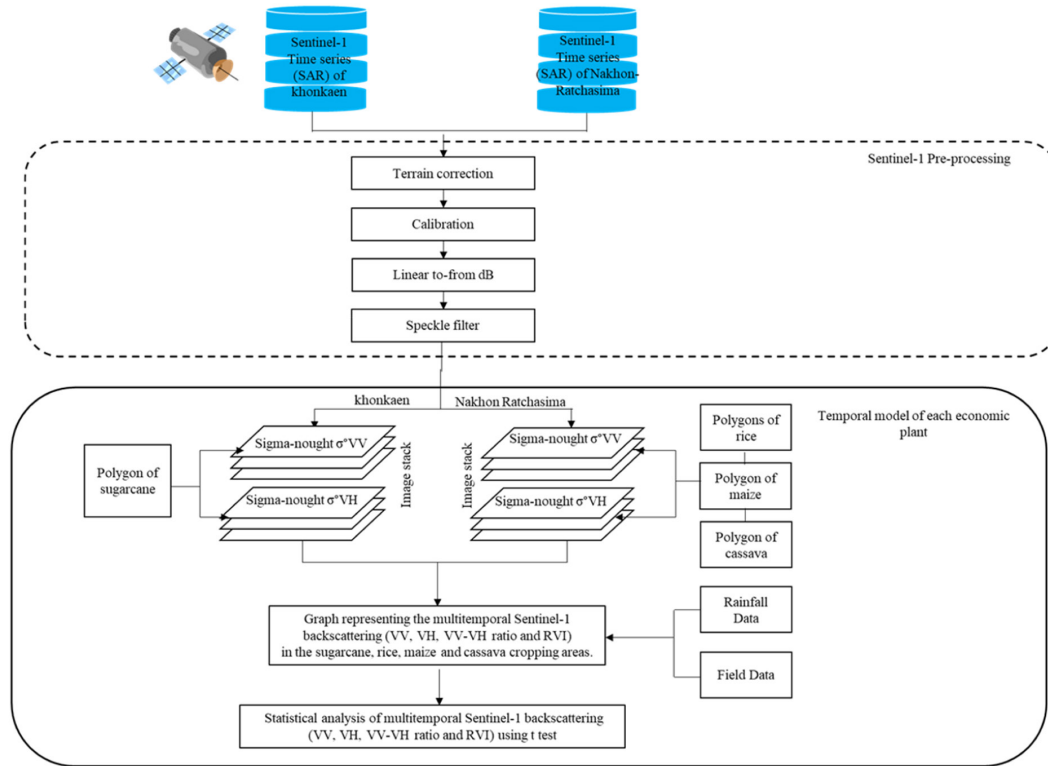 Sentinel-1
Time series
(SAR) of
khonkaen
Sentinel-1
Time series
(SAR) of Nakhon-
Ratchasima
Sentinel-1 Pre-processing
Terrain correction
Calibration
Linear to-from dB
Speckle filter
khonkaen
Nakhon Ratchasima
Temporal model of each economic
plant
Polygon of
sugarcane
Sigma-nought σ°VV
Sigma-nought σ°VH
Image stack
Image stack
Sigma-nought σ°VV
Sigma-nought σ°VH
Polygons of
rice
Polygon of
maize
Polygon of
cassava
Graph representing the multitemporal Sentinel-1
backscattering (VV, VH, VV-VH ratio and RVI)
in the sugarcane, rice, maize and cassava cropping areas.
Rainfall
Data
Field Data
Statistical analysis of multitemporal Sentinel-1 backscattering
(VV, VH, VV-VH ratio and RVI) using t test